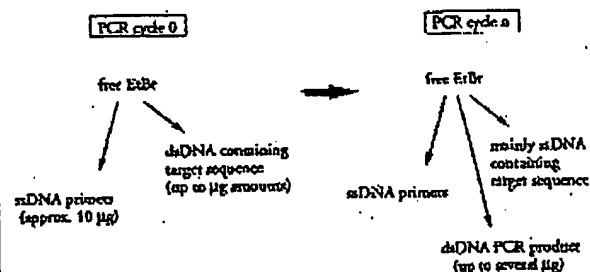 PCR cycle 0
free EtBr
dsDNA containing
target sequence
(up to µg amounts)
ssDNA primers
(approx. 10 µg)
PCR cycle n
free EtBr
mainly ssDNA
containing
target sequence
ssDNA primers
dsDNA PCR product
(up to several µg)